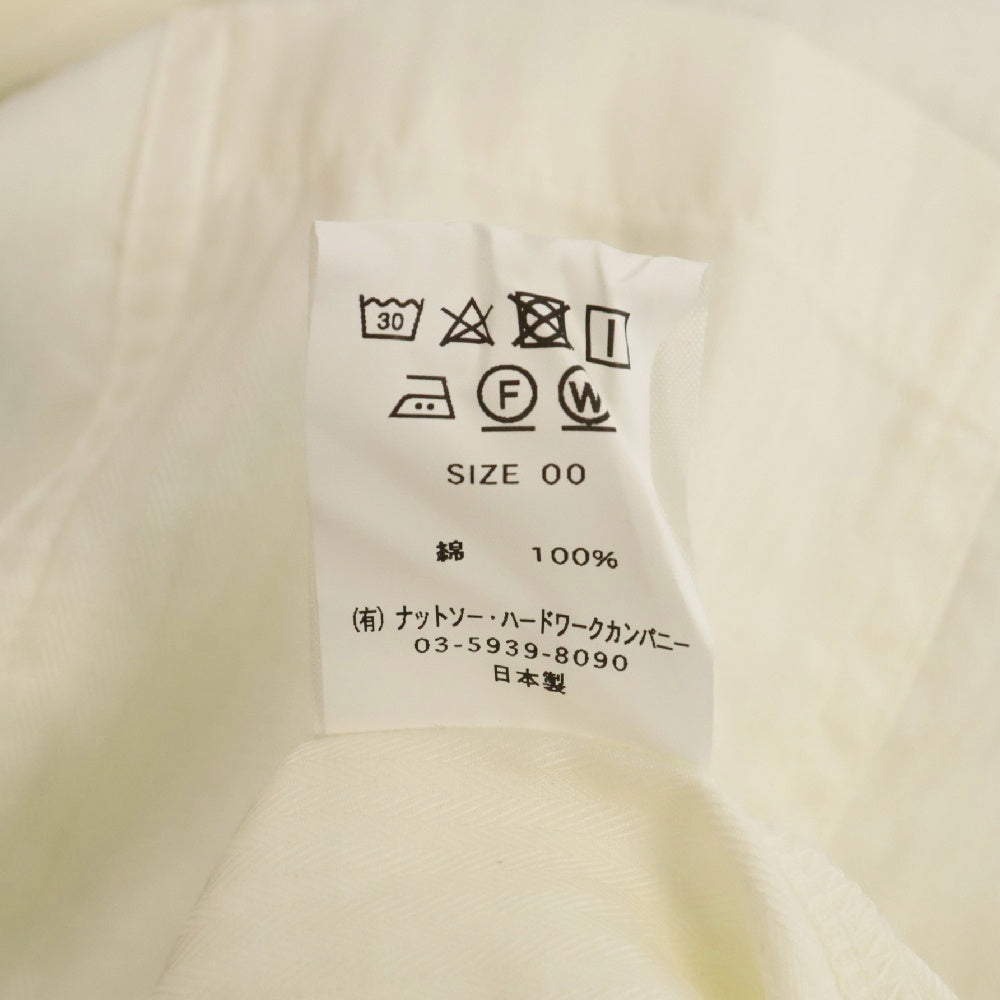 30
F W
SIZE 00
綿 100%
(有) ナットソー・ハードワークカンパニー
03-5939-8090
日本製